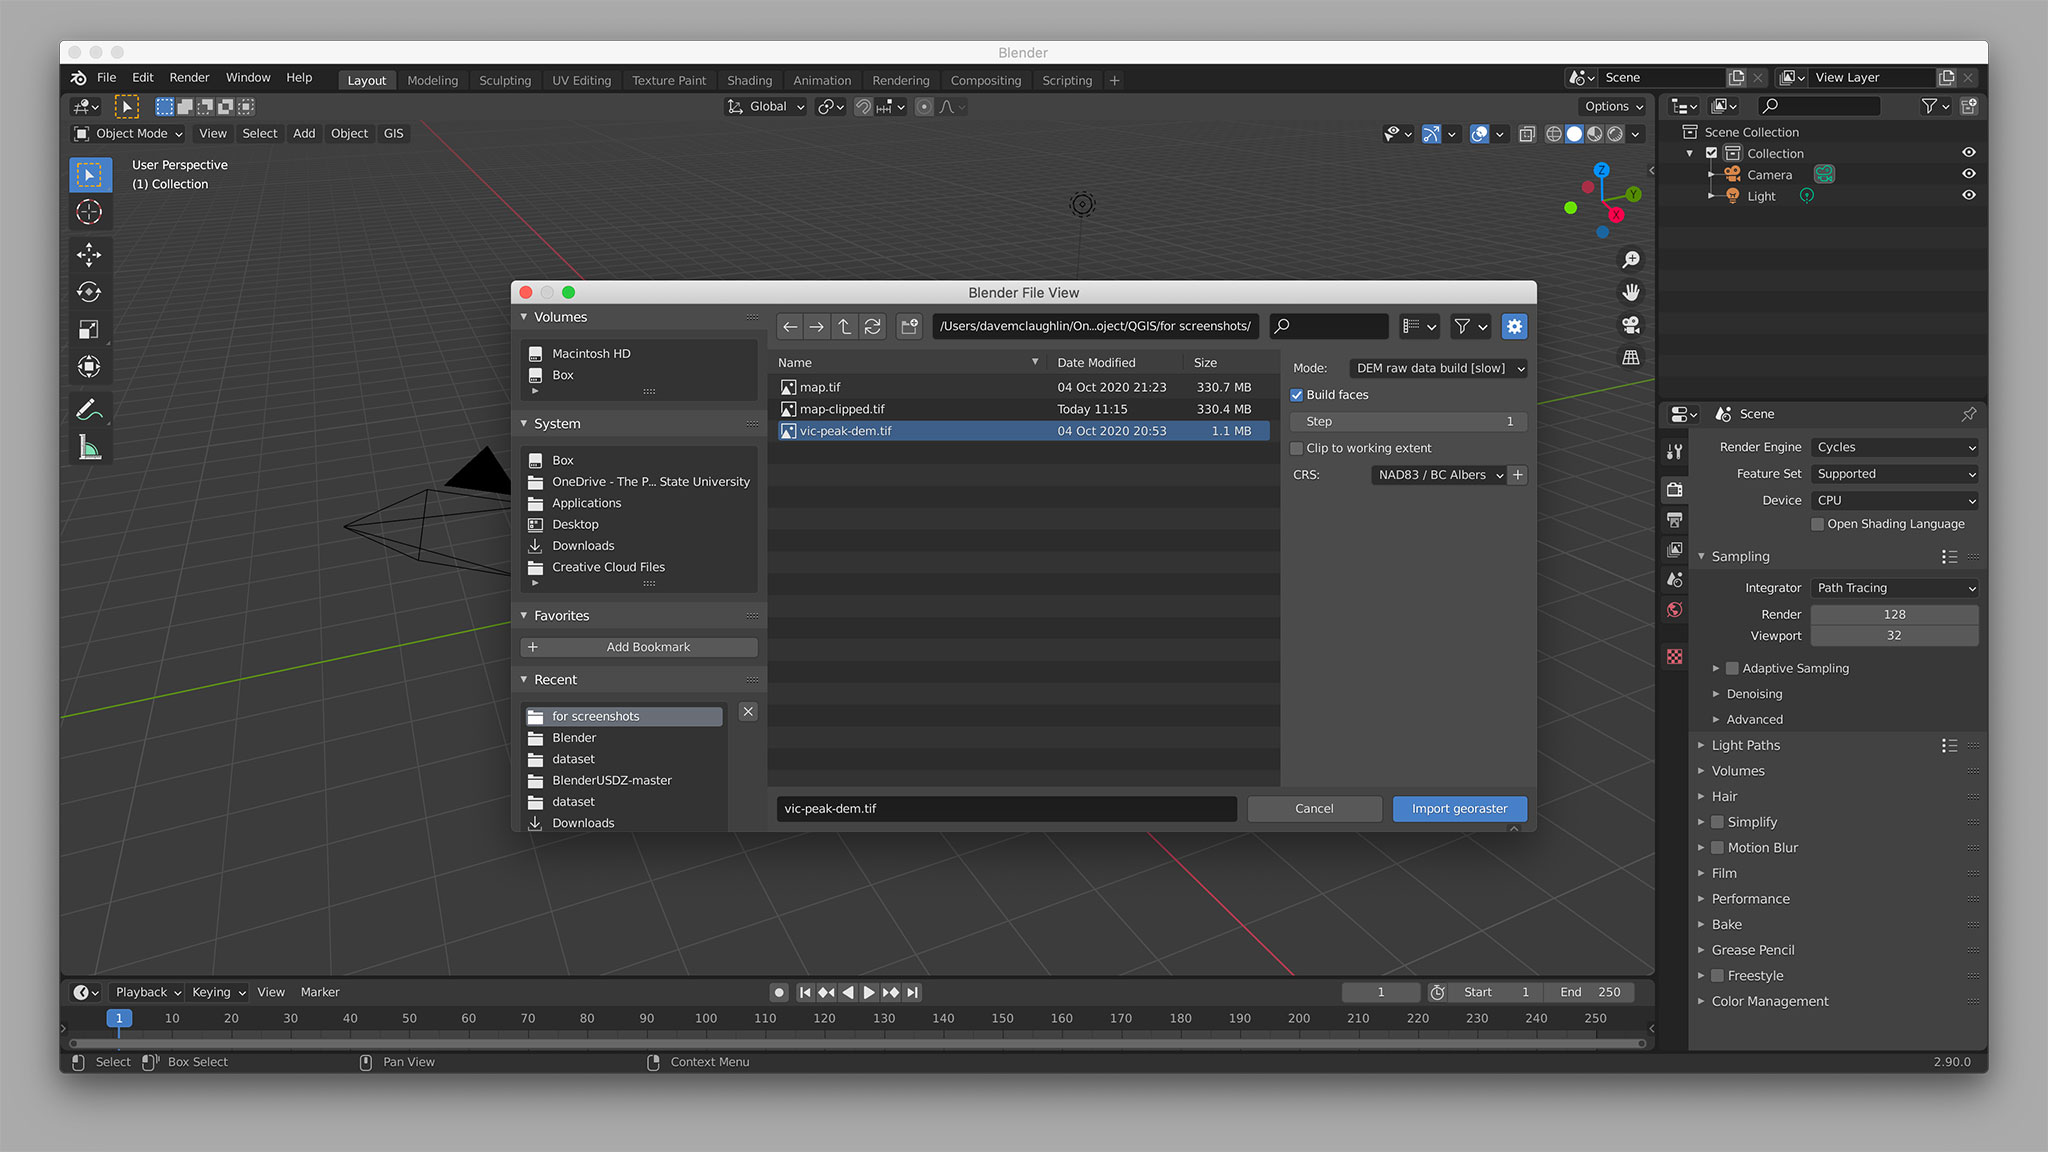 Blender
File Edit Render Window Help Layout Modeling Sculpting UV Editing Texture Paint Shading Animation Rendering Compositing Scripting + Scene View Layer
Global Options
Object Mode View Select Add Object GIS
User Perspective
(1) Collection
Z
Y
X
Scene Collection
Collection
Camera
Light
Blender File View
Volumes
Macintosh HD
Box
System
Box
OneDrive - The P... State University
Applications
Desktop
Downloads
Creative Cloud Files
Favorites
Add Bookmark
Recent
for screenshots
Blender
dataset
BlenderUSDZ-master
dataset
Downloads
/Users/davemclaughlin/On...oject/QGIS/for screenshots/
Name Date Modified Size
map.tif 04 Oct 2020 21:23 330.7 MB
map-clipped.tif Today 11:15 330.4 MB
vic-peak-dem.tif 04 Oct 2020 20:53 1.1 MB
Mode: DEM raw data build [slow]
Build faces
Step 1
Clip to working extent
CRS: NAD83 / BC Albers
vic-peak-dem.tif Cancel Import georaster
Scene
Render Engine Cycles
Feature Set Supported
Device CPU
Open Shading Language
Sampling
Integrator Path Tracing
Render 128
Viewport 32
Adaptive Sampling
Denoising
Advanced
Light Paths
Volumes
Hair
Simplify
Motion Blur
Film
Performance
Bake
Grease Pencil
Freestyle
Color Management
Playback Keying View Marker 1 Start 1 End 250
1 10 20 30 40 50 60 70 80 90 100 110 120 130 140 150 160 170 180 190 200 210 220 230 240 250
Select Box Select Pan View Context Menu 2.90.0